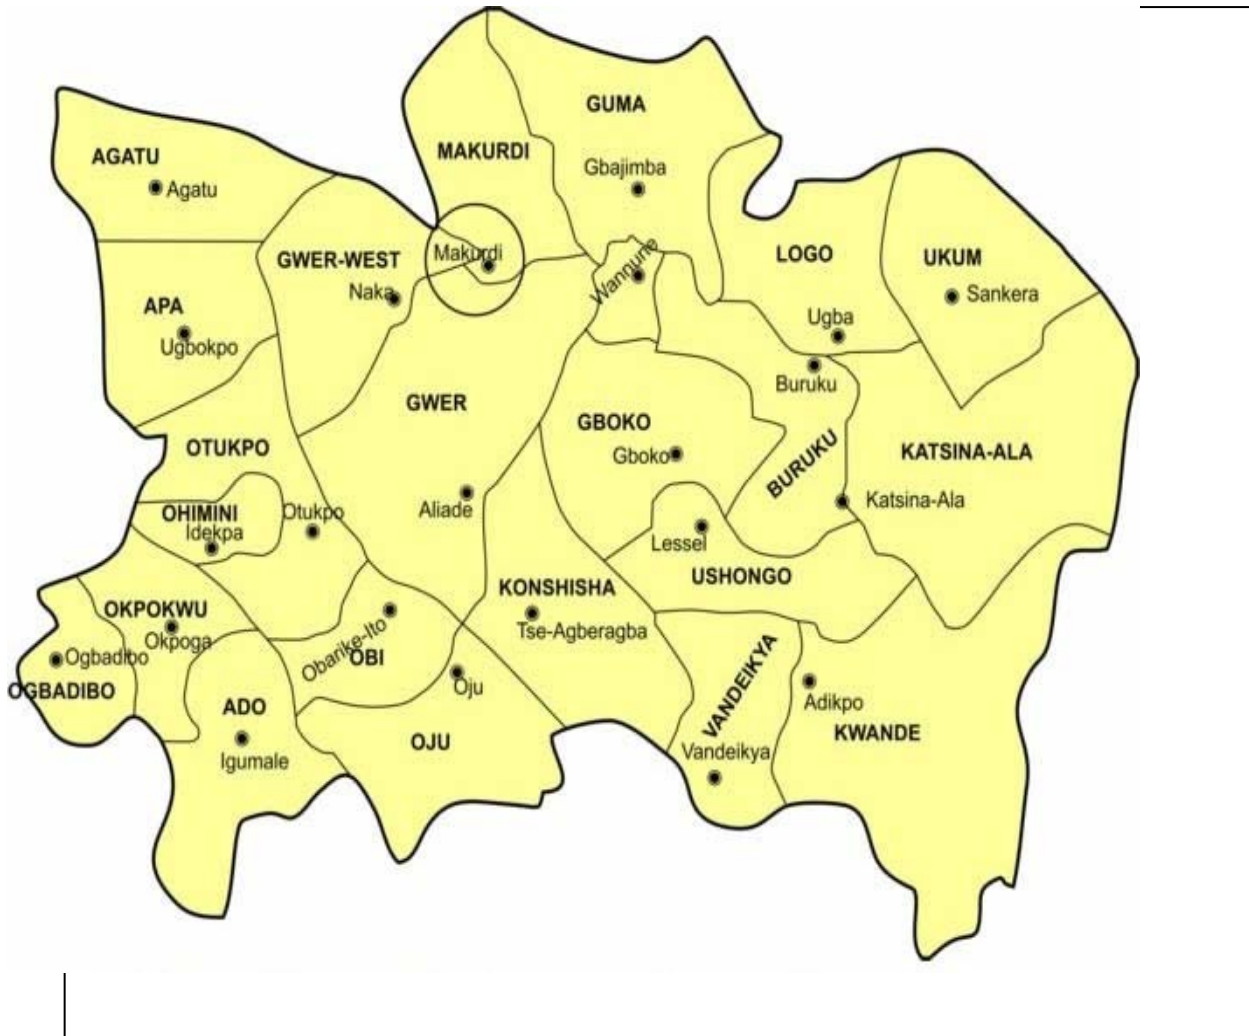 GUMA
MAKURDI
AGATU
Gbajimba
Agatu
Makurdi
LOGO
UKUM
GWER-WEST
Wannune
Naka
Sankera
APA
Ugba
Ugbokpo
Buruku
GWER
GBOKO
OTUKPO
Gboko
BURUKU
KATSINA-ALA
Katsina-Ala
Aliade
OHIMINI
Otukpo
Idekpa
Lessel
USHONGO
KONSHISHA
OKPOKWU
Tse-Agberagba
Okpoga
Obarike-Ito
OBI
Ogbadibo
OGBADIBO
Oju
VANDEIKYA
Adikpo
ADO
KWANDE
OJU
Igumale
Vandeikya